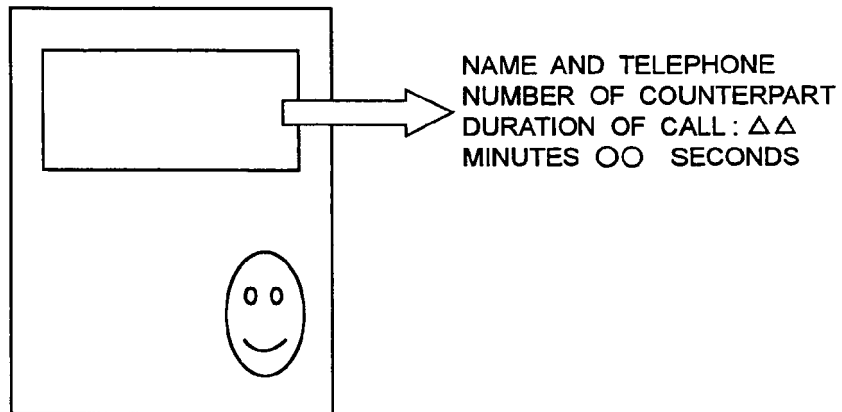 NAME AND TELEPHONE
NUMBER OF COUNTERPART
DURATION OF CALL : △△
MINUTES ○○ SECONDS